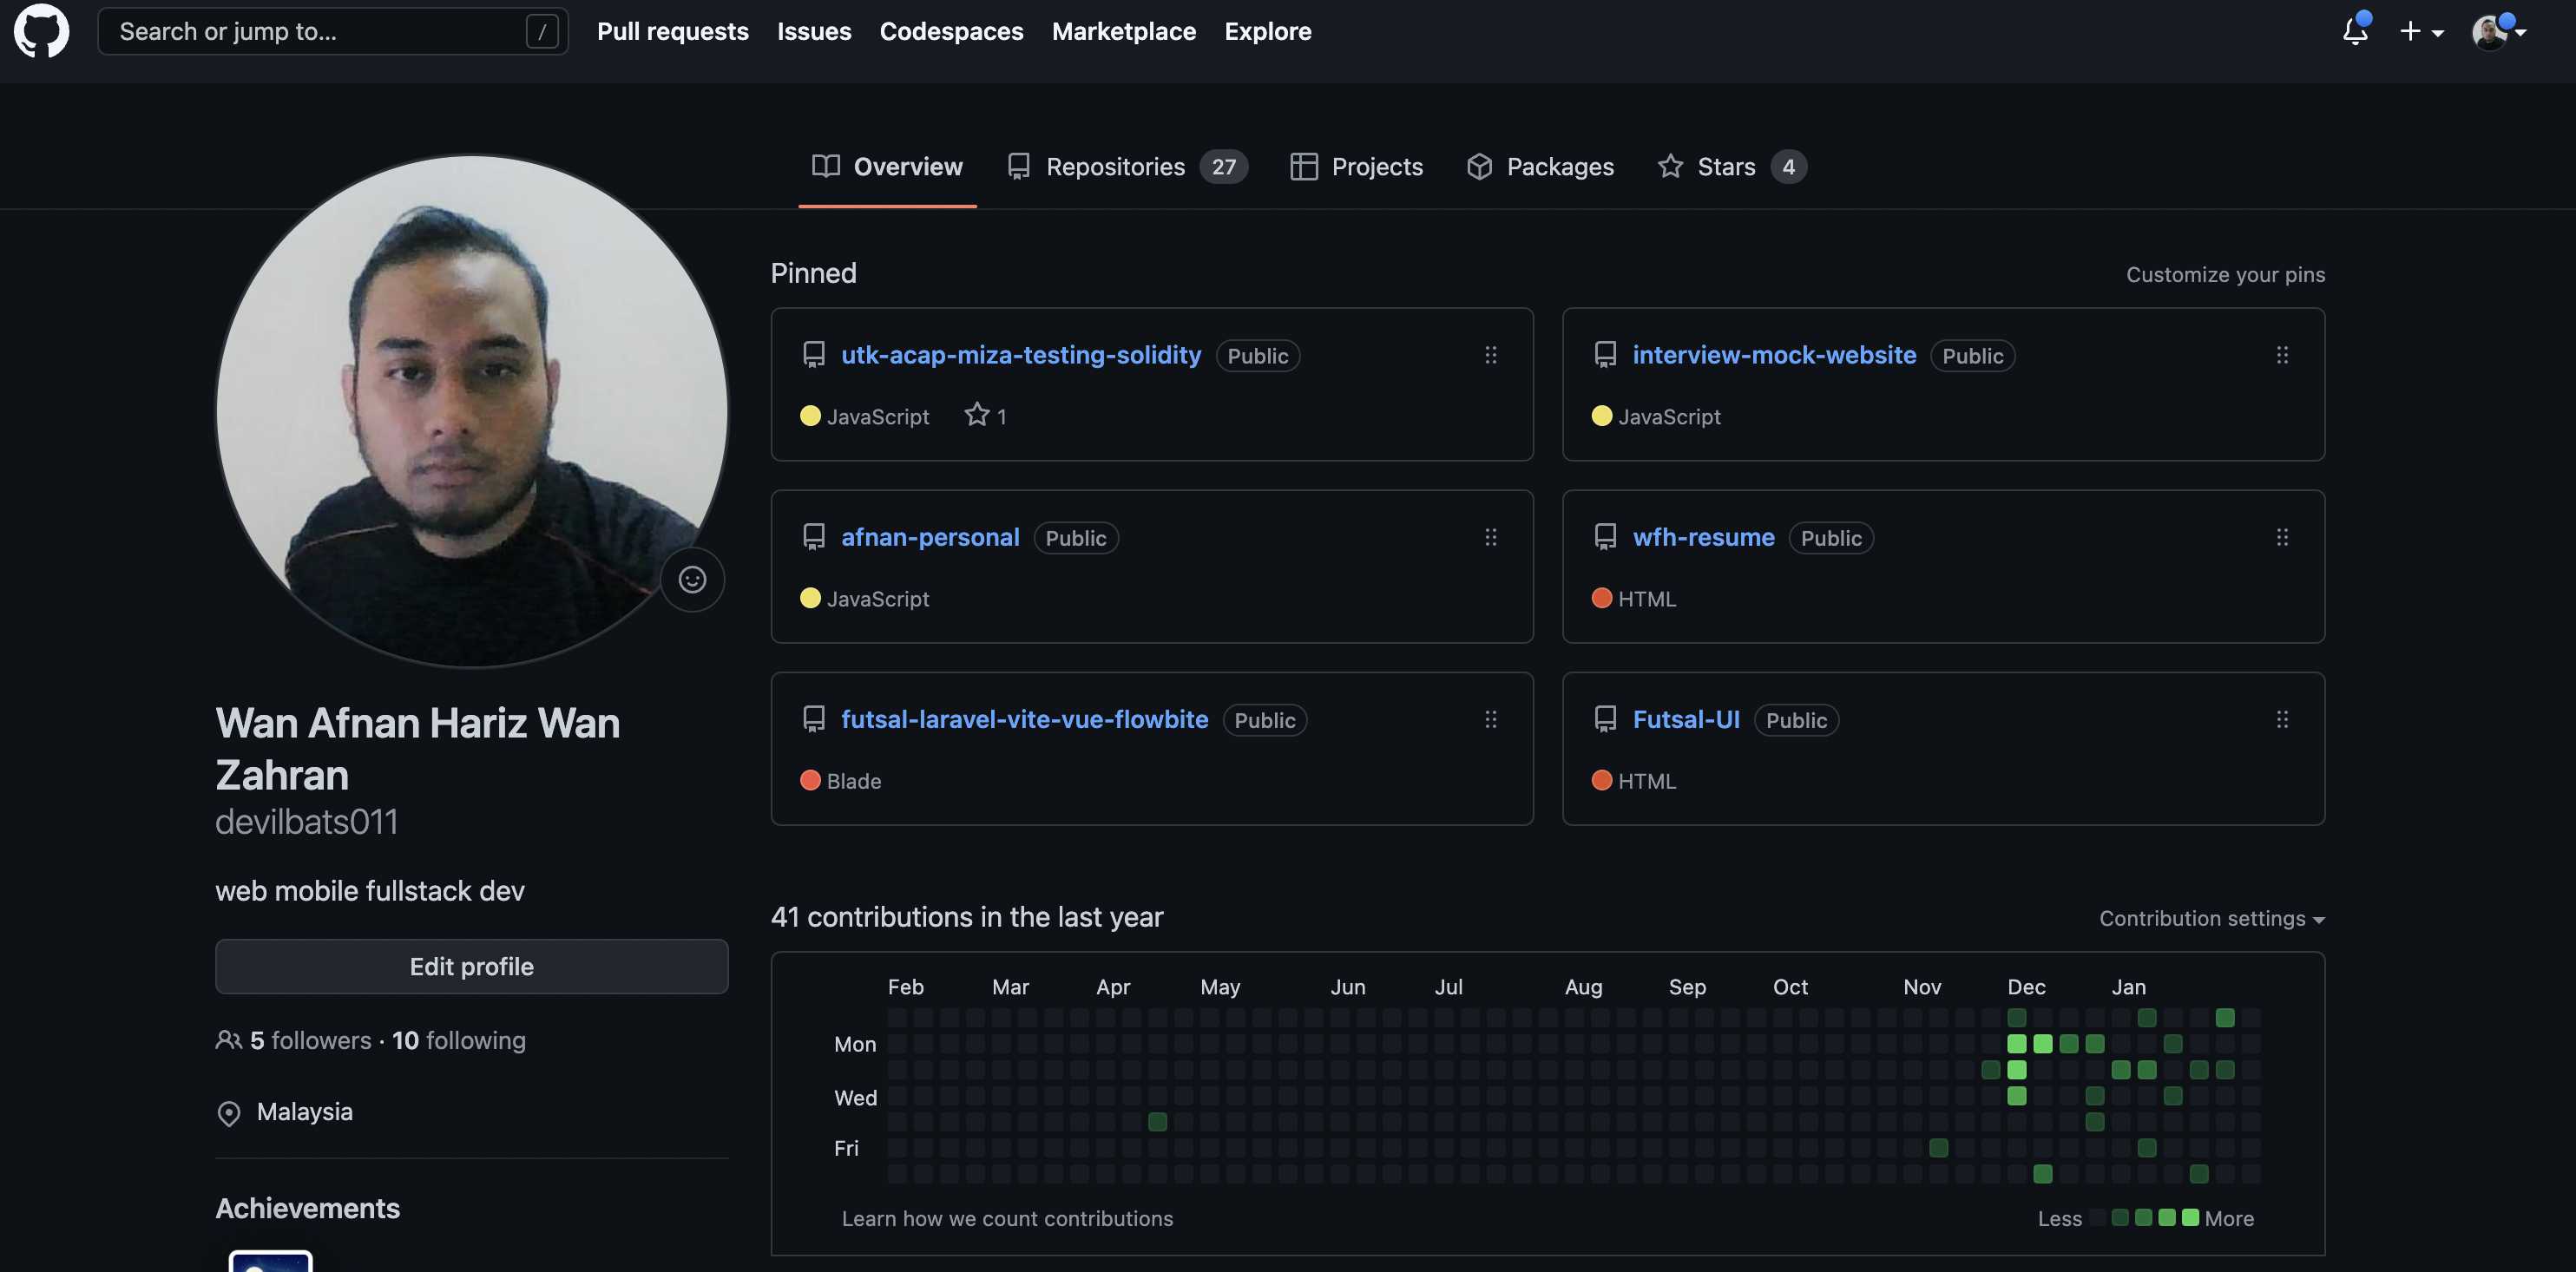 Search or jump to... /
Pull requests Issues Codespaces Marketplace Explore
Overview Repositories 27 Projects Packages Stars 4
Wan Afnan Hariz Wan
Zahran
devilbats011
web mobile fullstack dev
Edit profile
5 followers · 10 following
Malaysia
Achievements
Pinned
Customize your pins
utk-acap-miza-testing-solidity Public
JavaScript 1
interview-mock-website Public
JavaScript
afnan-personal Public
JavaScript
wfh-resume Public
HTML
futsal-laravel-vite-vue-flowbite Public
Blade
Futsal-UI Public
HTML
41 contributions in the last year
Contribution settings
Feb Mar Apr May Jun Jul Aug Sep Oct Nov Dec Jan
Mon
Wed
Fri
Learn how we count contributions
Less More